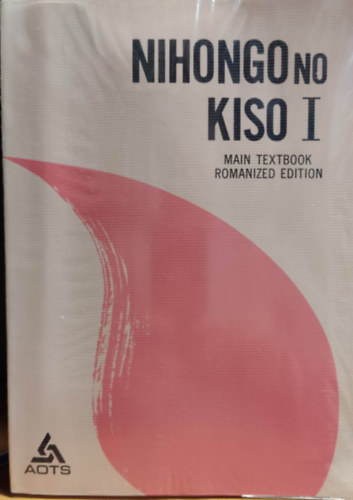 NIHONGO NO
KISO I
MAIN TEXTBOOK
ROMANIZED EDITION
AOTS